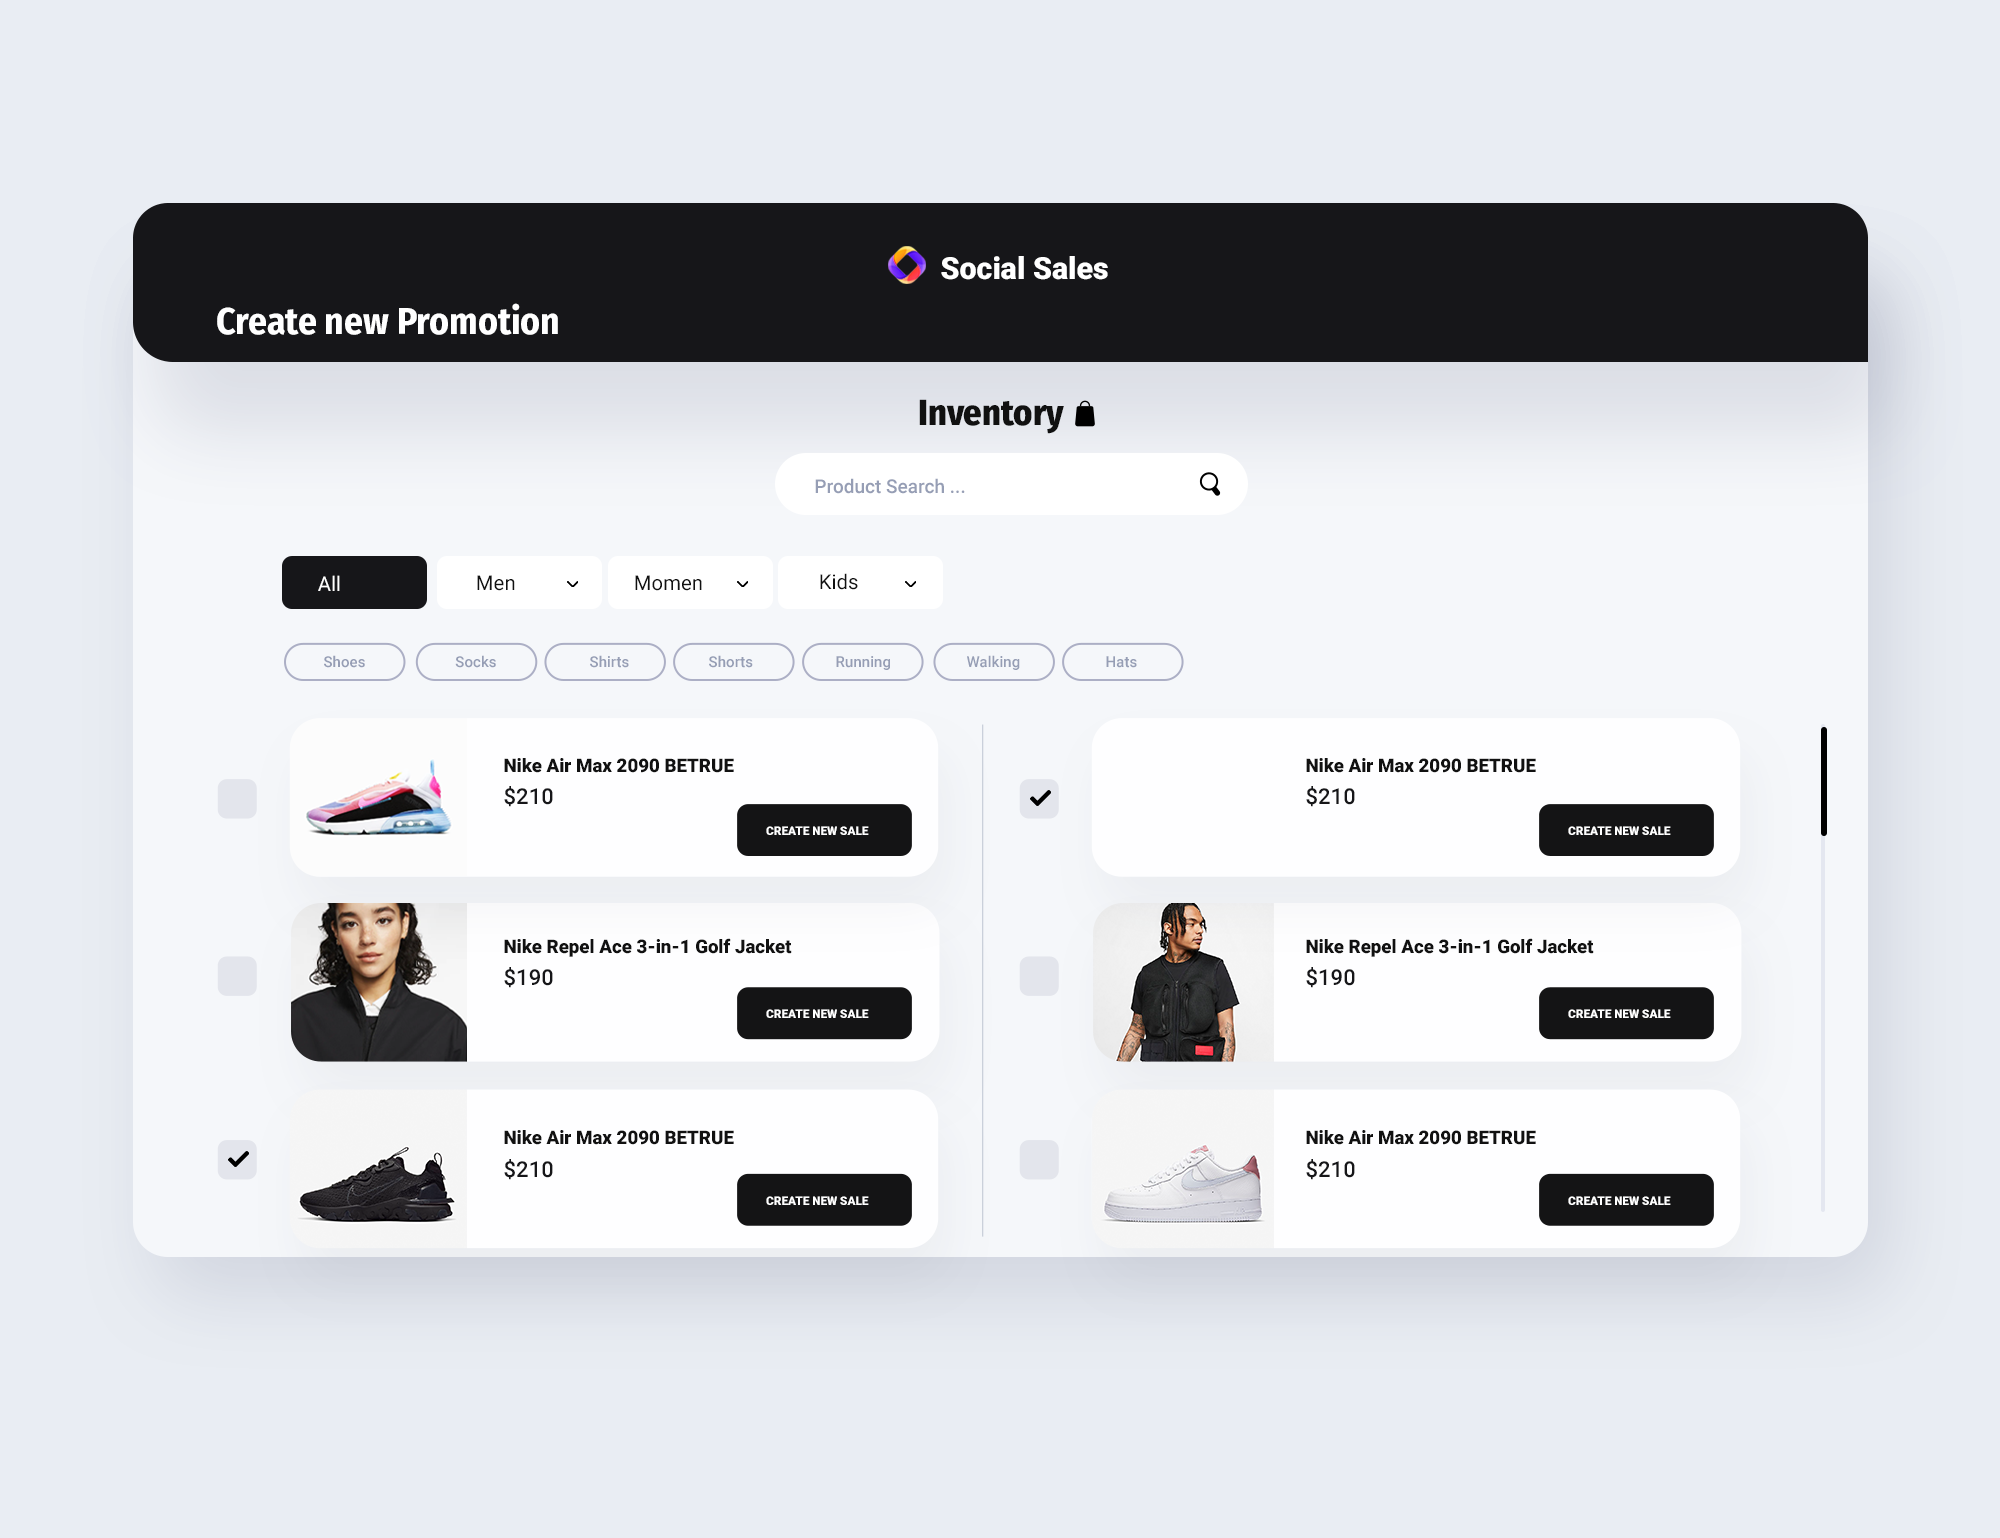 Social Sales
Create new Promotion
Inventory
Product Search ...
All
Men
Momen
Kids
Shoes
Socks
Shirts
Shorts
Running
Walking
Hats
Nike Air Max 2090 BETRUE
$210
CREATE NEW SALE
Nike Air Max 2090 BETRUE
$210
CREATE NEW SALE
Nike Repel Ace 3-in-1 Golf Jacket
$190
CREATE NEW SALE
Nike Repel Ace 3-in-1 Golf Jacket
$190
CREATE NEW SALE
Nike Air Max 2090 BETRUE
$210
CREATE NEW SALE
Nike Air Max 2090 BETRUE
$210
CREATE NEW SALE